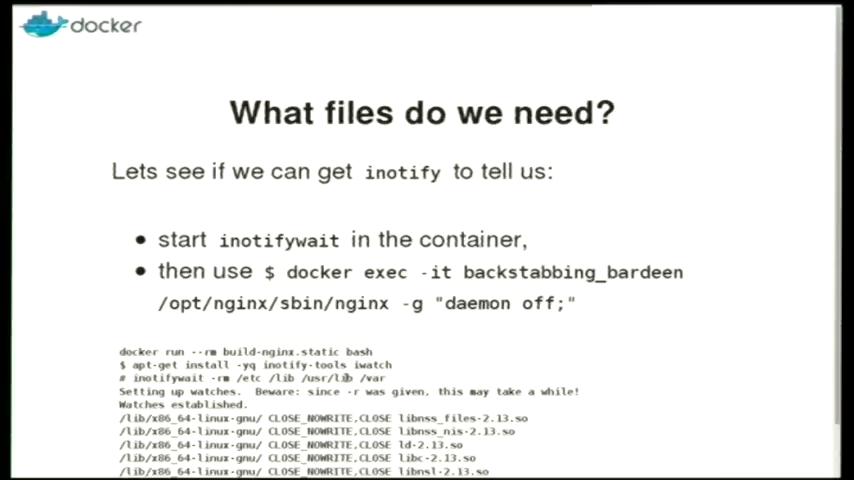 docker
What files do we need?
Lets see if we can get inotify to tell us:
• start inotifywait in the container,
• then use $ docker exec -it backstabbing_bardeen
/opt/nginx/sbin/nginx -g "daemon off;"
docker run --rm build-nginx.static bash
$ apt-get install -yq inotify-tools iwatch
# inotifywait -rm /etc /lib /usr/lib /var
Setting up watches. Beware: since -r was given, this may take a while!
Watches established.
/lib/x86_64-linux-gnu/ CLOSE_NOWRITE,CLOSE libnss_files-2.13.so
/lib/x86_64-linux-gnu/ CLOSE_NOWRITE,CLOSE libnss_nis-2.13.so
/lib/x86_64-linux-gnu/ CLOSE_NOWRITE,CLOSE ld-2.13.so
/lib/x86_64-linux-gnu/ CLOSE_NOWRITE,CLOSE libc-2.13.so
/lib/x86_64-linux-gnu/ CLOSE_NOWRITE,CLOSE libnsl-2.13.so